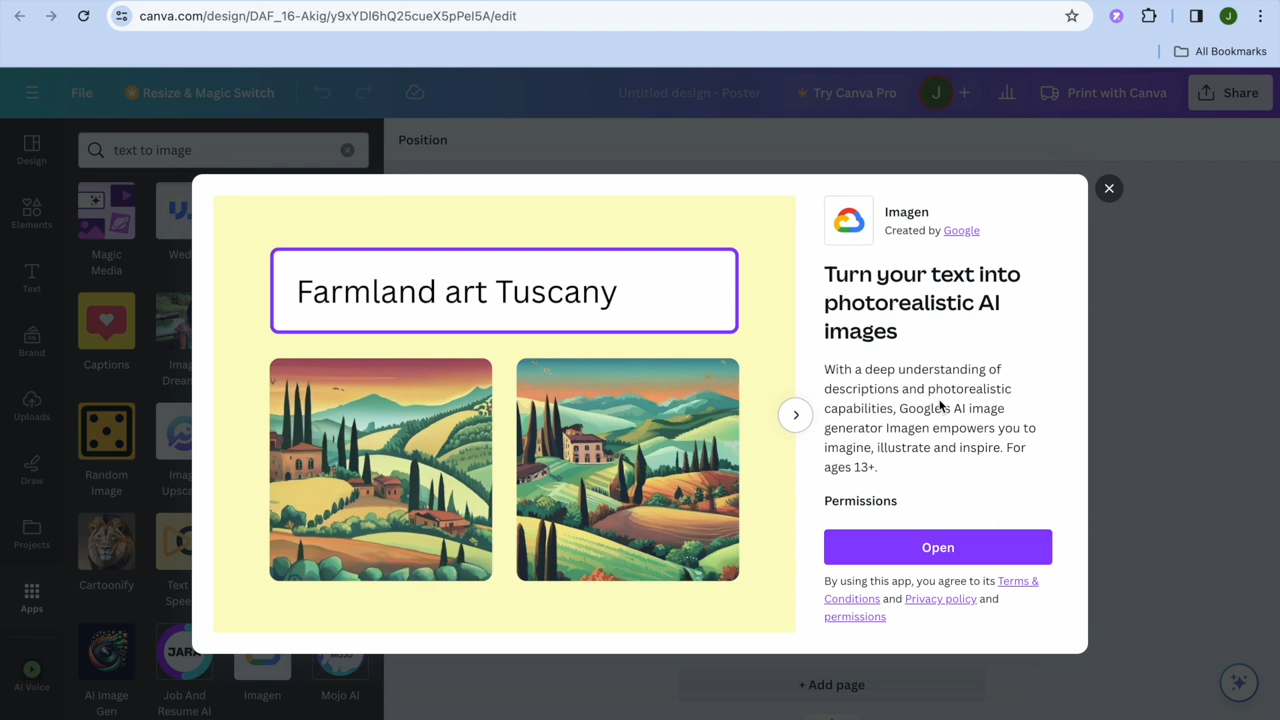 canva.com/design/DAF_16-Akig/y9xYDI6hQ25cueX5pPeI5A/edit
J
All Bookmarks
File
Resize & Magic Switch
Untitled design - Poster
Try Canva Pro
J
Print with Canva
Share
Design
Elements
Text
Brand
Uploads
Draw
Projects
Apps
AI Voice
text to image
Position
Magic
Media
Captions
Random
Image
Cartoonify
AI Image
Gen
Job And
Resume AI
Imagen
Mojo AI
JARA
Farmland art Tuscany
Imagen
Created by Google
Turn your text into
photorealistic AI
images
With a deep understanding of
descriptions and photorealistic
capabilities, Google's AI image
generator Imagen empowers you to
imagine, illustrate and inspire. For
ages 13+.
Permissions
Open
By using this app, you agree to its Terms &
Conditions and Privacy policy and
permissions
+ Add page